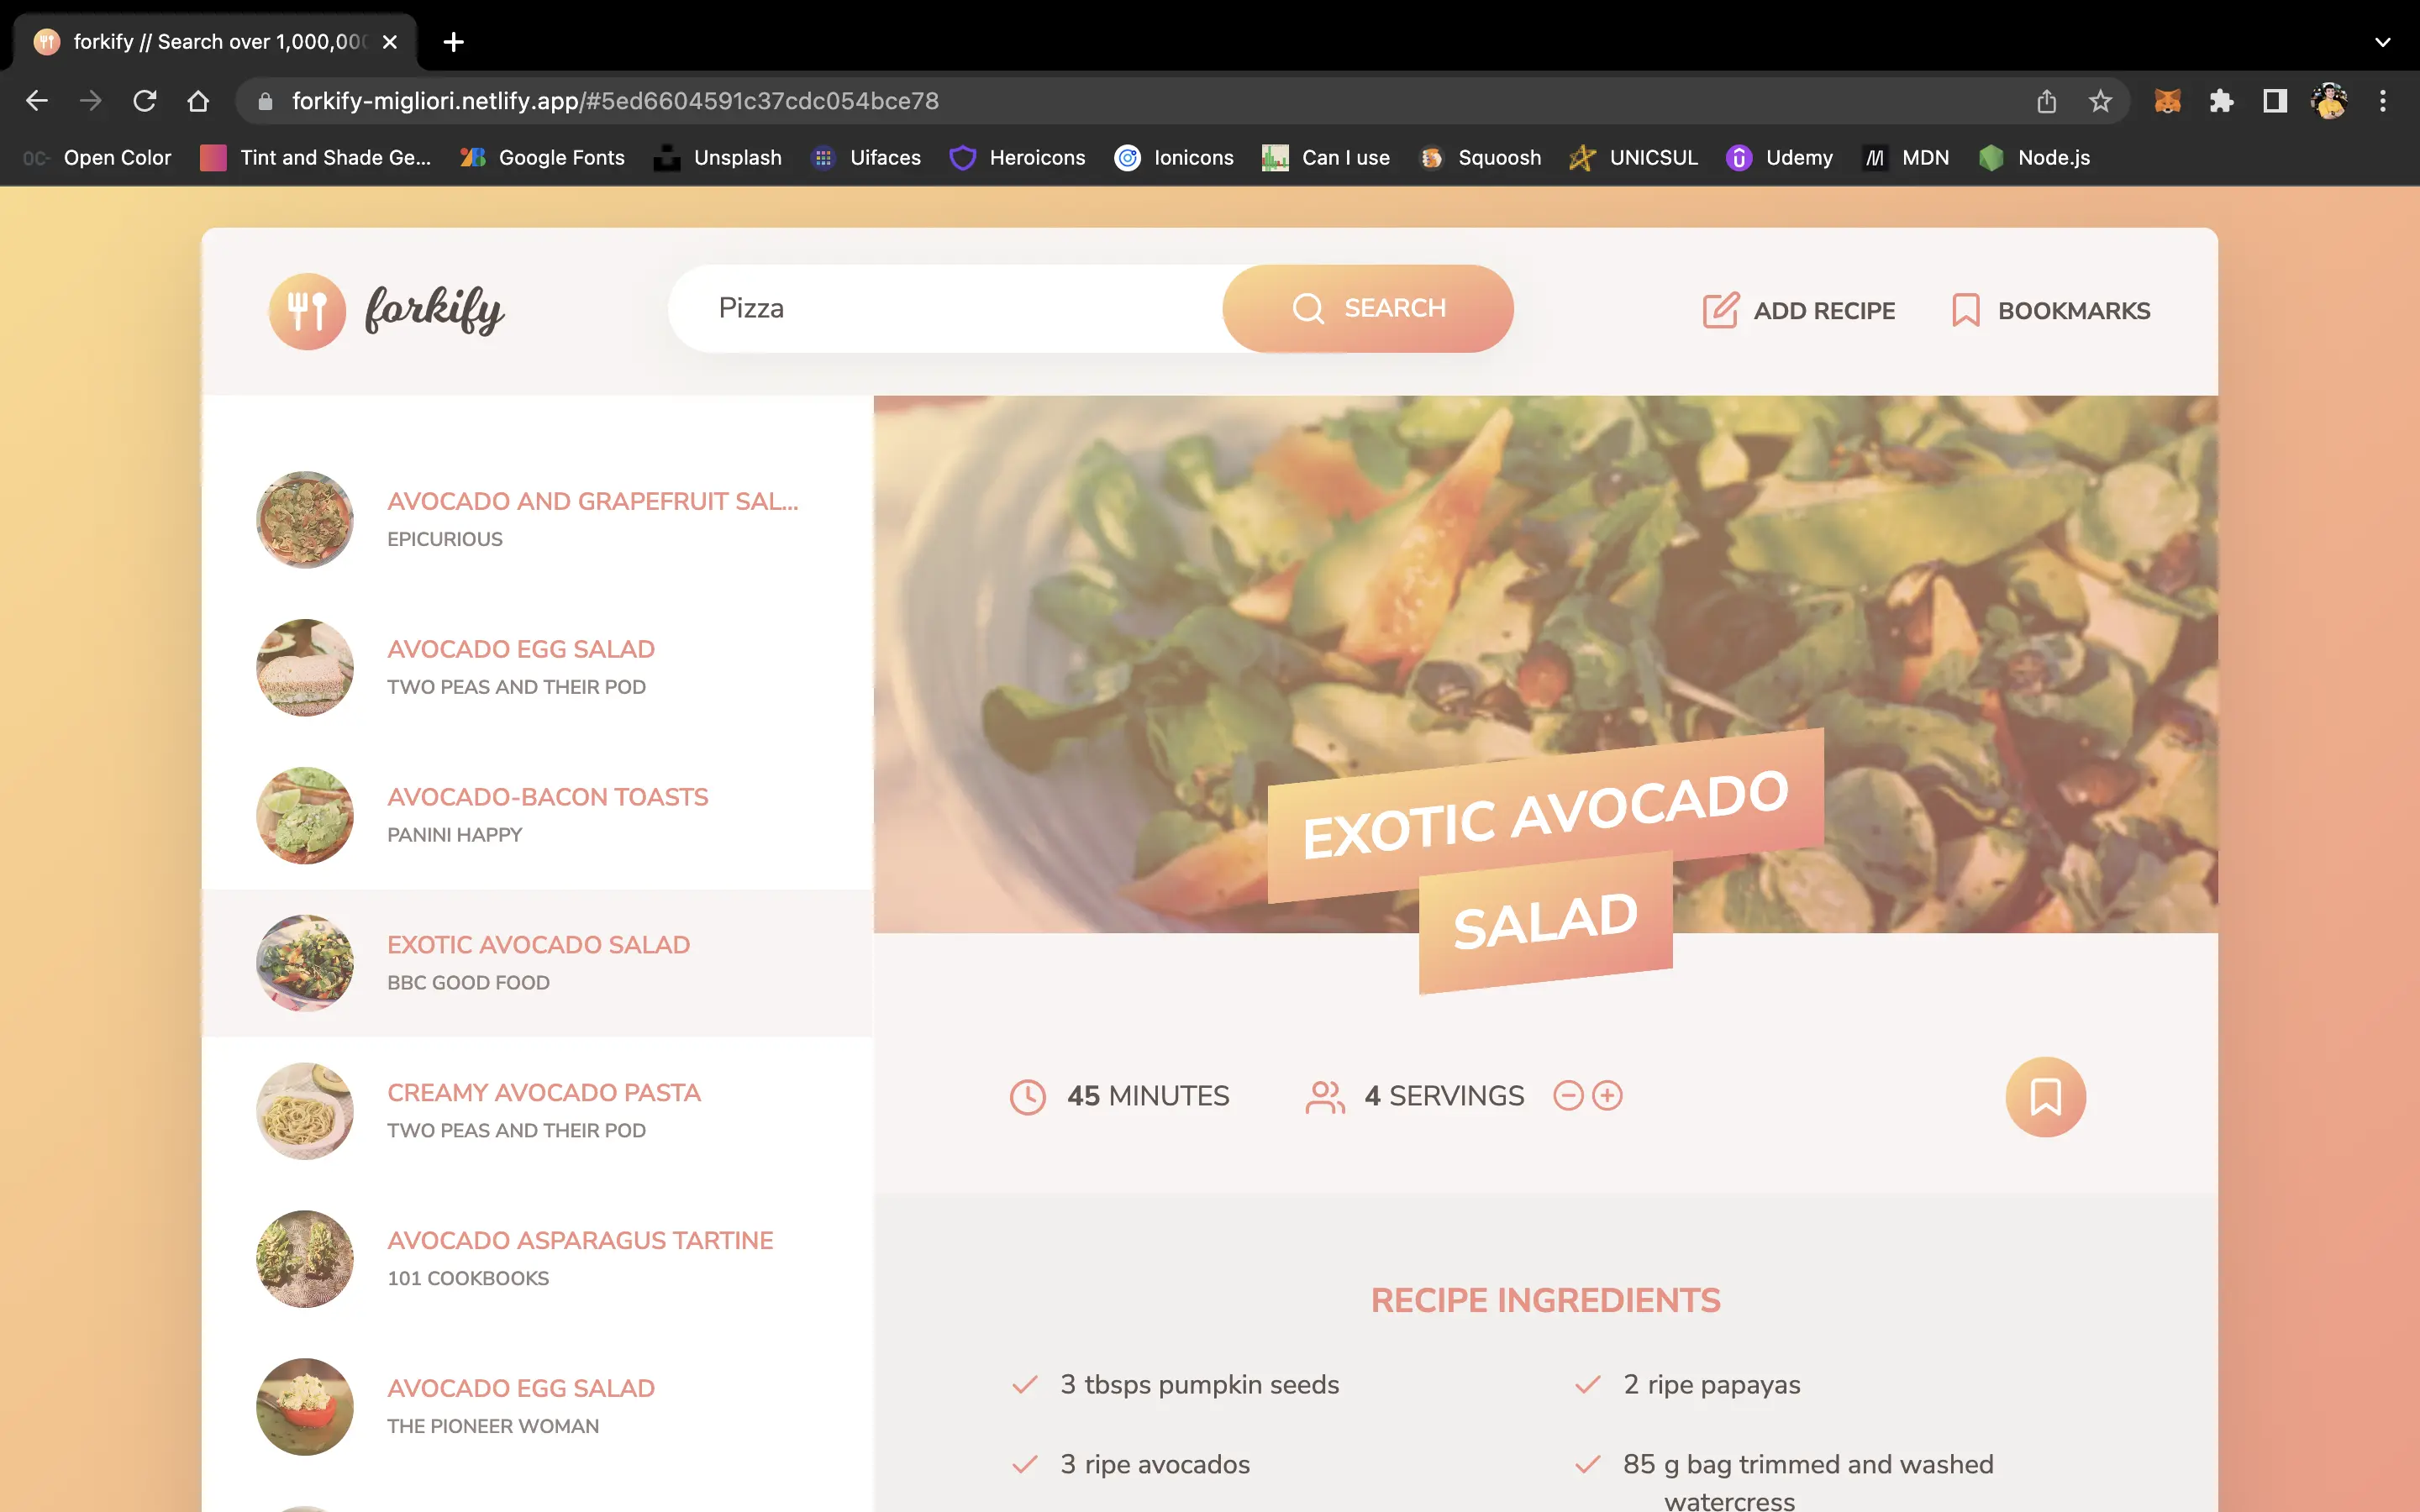 forkify // Search over 1,000,000
forkify-migliori.netlify.app/#5ed6604591c37cdc054bce78
OC- Open Color
Tint and Shade Ge...
Google Fonts
Unsplash
Uifaces
Heroicons
Ionicons
Can I use
Squoosh
UNICSUL
Udemy
MDN
Node.js
forkify
Pizza
SEARCH
ADD RECIPE
BOOKMARKS
AVOCADO AND GRAPEFRUIT SAL...
EPICURIOUS
AVOCADO EGG SALAD
TWO PEAS AND THEIR POD
AVOCADO-BACON TOASTS
PANINI HAPPY
EXOTIC AVOCADO SALAD
BBC GOOD FOOD
CREAMY AVOCADO PASTA
TWO PEAS AND THEIR POD
AVOCADO ASPARAGUS TARTINE
101 COOKBOOKS
AVOCADO EGG SALAD
THE PIONEER WOMAN
EXOTIC AVOCADO
SALAD
45 MINUTES
4 SERVINGS
RECIPE INGREDIENTS
3 tbsps pumpkin seeds
2 ripe papayas
3 ripe avocados
85 g bag trimmed and washed
watercress